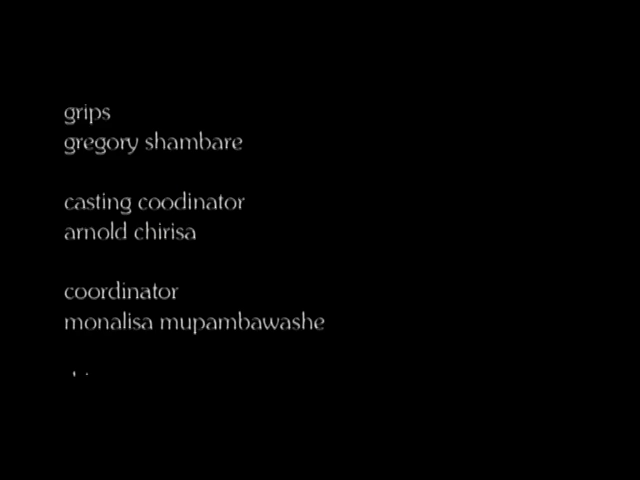 grips
gregory shambare
casting coodinator
arnold chirisa
coordinator
monalisa mupambawashe